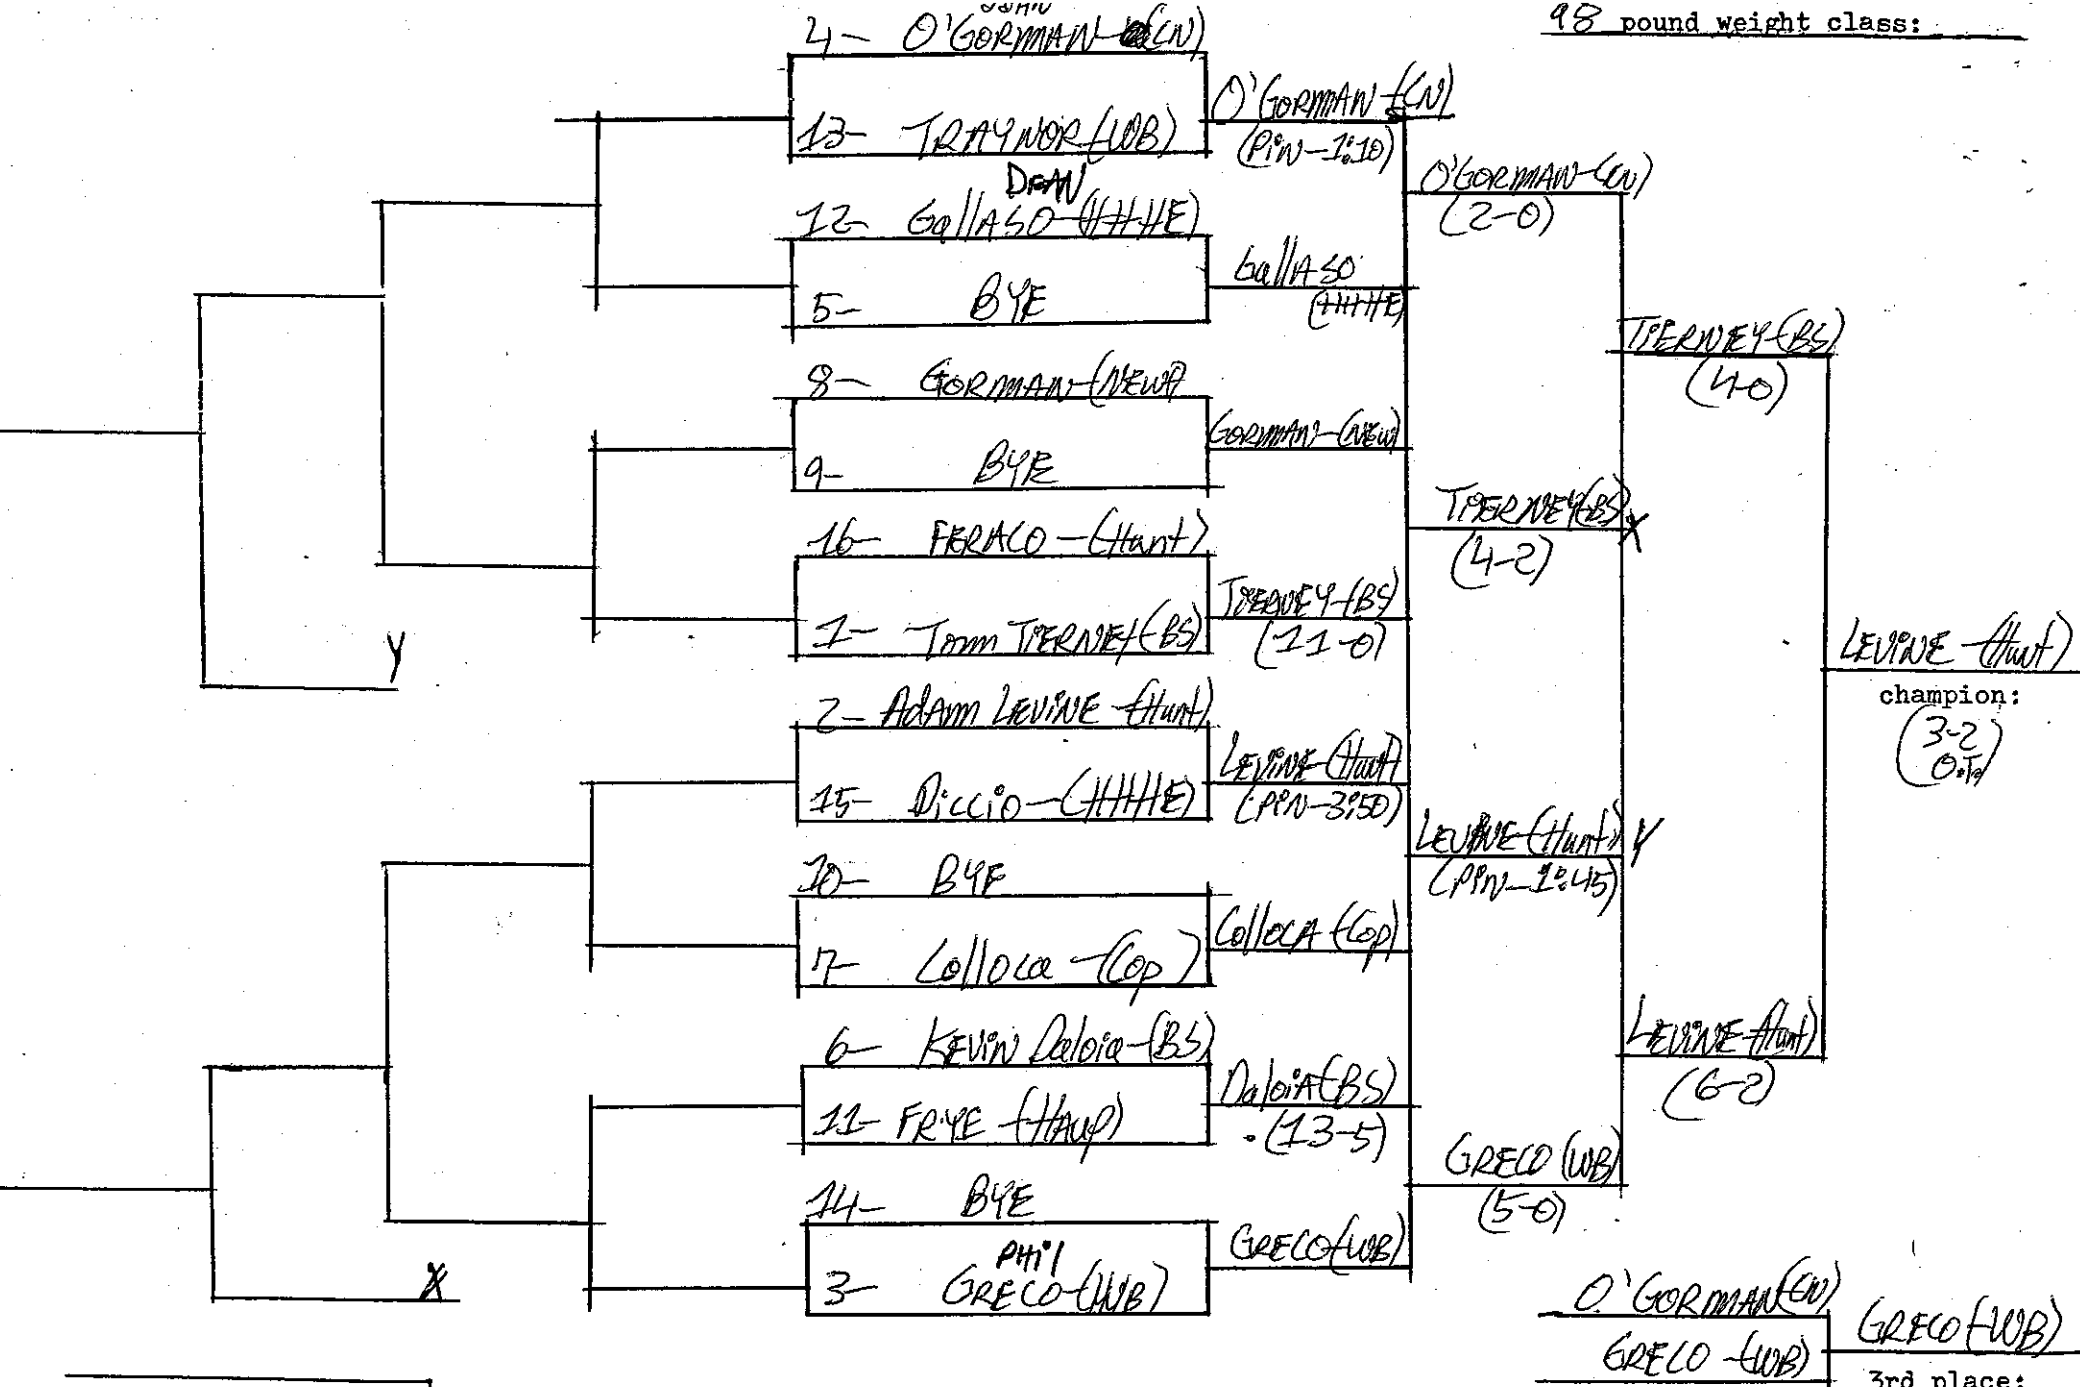 98 pound weight class:
4- O'GORMAN-(CN)
13- TRAYNOR-(WB)
O'GORMAN-(CN)
(PiN-1:10)
DEAN
12- GallASO-(HHHE)
5- BYE
GallASO
(HHHE)
O'GORMAN-(CN)
(2-0)
8- GORMAN-(NEWF)
9- BYE
GORMAN-(NEW)
16- FERACO-(Hunt)
1- Tomm TiERNEY-(BS)
TiERNEY-(BS)
(11-0)
TiERNEY(BS) X
(4-2)
TiERNEY-(BS)
(4-0)
Y
2- Adamm LEViNE-(Hunt)
15- Diccio-(HHHE)
LEViNE-(Hunt)
(PiN-3:50)
10- BYE
7- Colloca-(Cop)
CollocA-(Cop)
LEViNE-(Hunt) Y
(PiN-1:45)
6- KEViN Daloia-(BS)
11- FRYE-(HAup)
DaloiA-(BS)
(13-5)
14- BYE
PHil
3- GRECO-(WB)
GRECO-(WB)
GRECO (WB)
(5-0)
LEViNE-(Hunt)
(6-2)
LEViNE-(Hunt)
champion:
(3-2
O.T.)
X
O'GORMAN(CN)
GRECO-(WB)
GRECO-(WB)
3rd place: